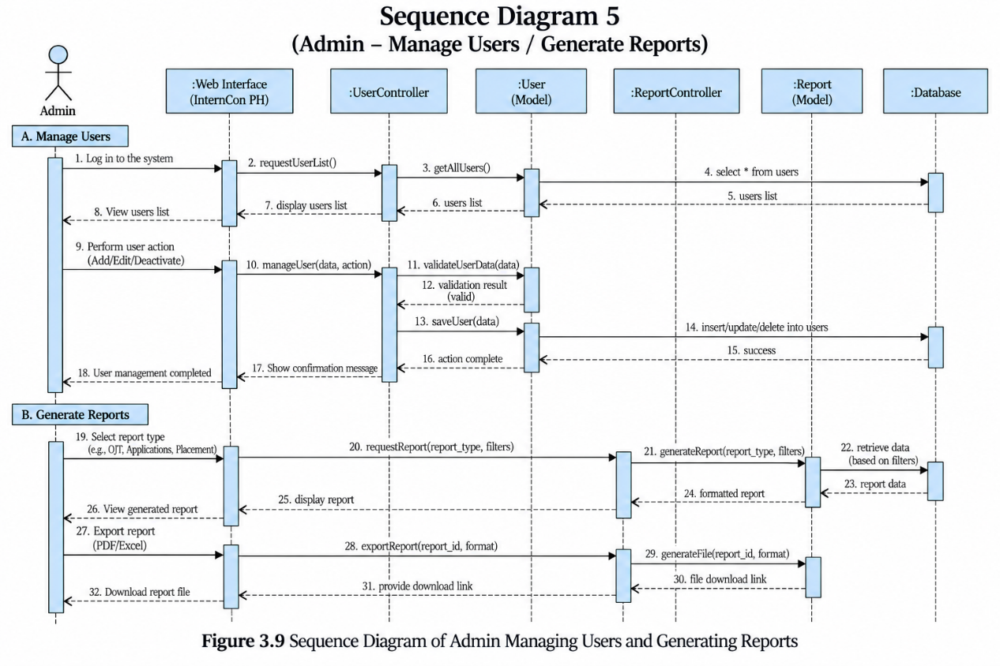 Sequence Diagram 5
(Admin – Manage Users / Generate Reports)
Admin
:Web Interface
(InternCon PH)
:UserController
:User
(Model)
:ReportController
:Report
(Model)
:Database
A. Manage Users
1. Log in to the system
2. requestUserList()
3. getAllUsers()
4. select * from users
5. users list
6. users list
7. display users list
8. View users list
9. Perform user action
(Add/Edit/Deactivate)
10. manageUser(data, action)
11. validateUserData(data)
12. validation result
(valid)
13. saveUser(data)
14. insert/update/delete into users
15. success
16. action complete
17. Show confirmation message
18. User management completed
B. Generate Reports
19. Select report type
(e.g., OJT, Applications, Placement)
20. requestReport(report_type, filters)
21. generateReport(report_type, filters)
22. retrieve data
(based on filters)
23. report data
24. formatted report
25. display report
26. View generated report
27. Export report
(PDF/Excel)
28. exportReport(report_id, format)
29. generateFile(report_id, format)
30. file download link
31. provide download link
32. Download report file
Figure 3.9 Sequence Diagram of Admin Managing Users and Generating Reports